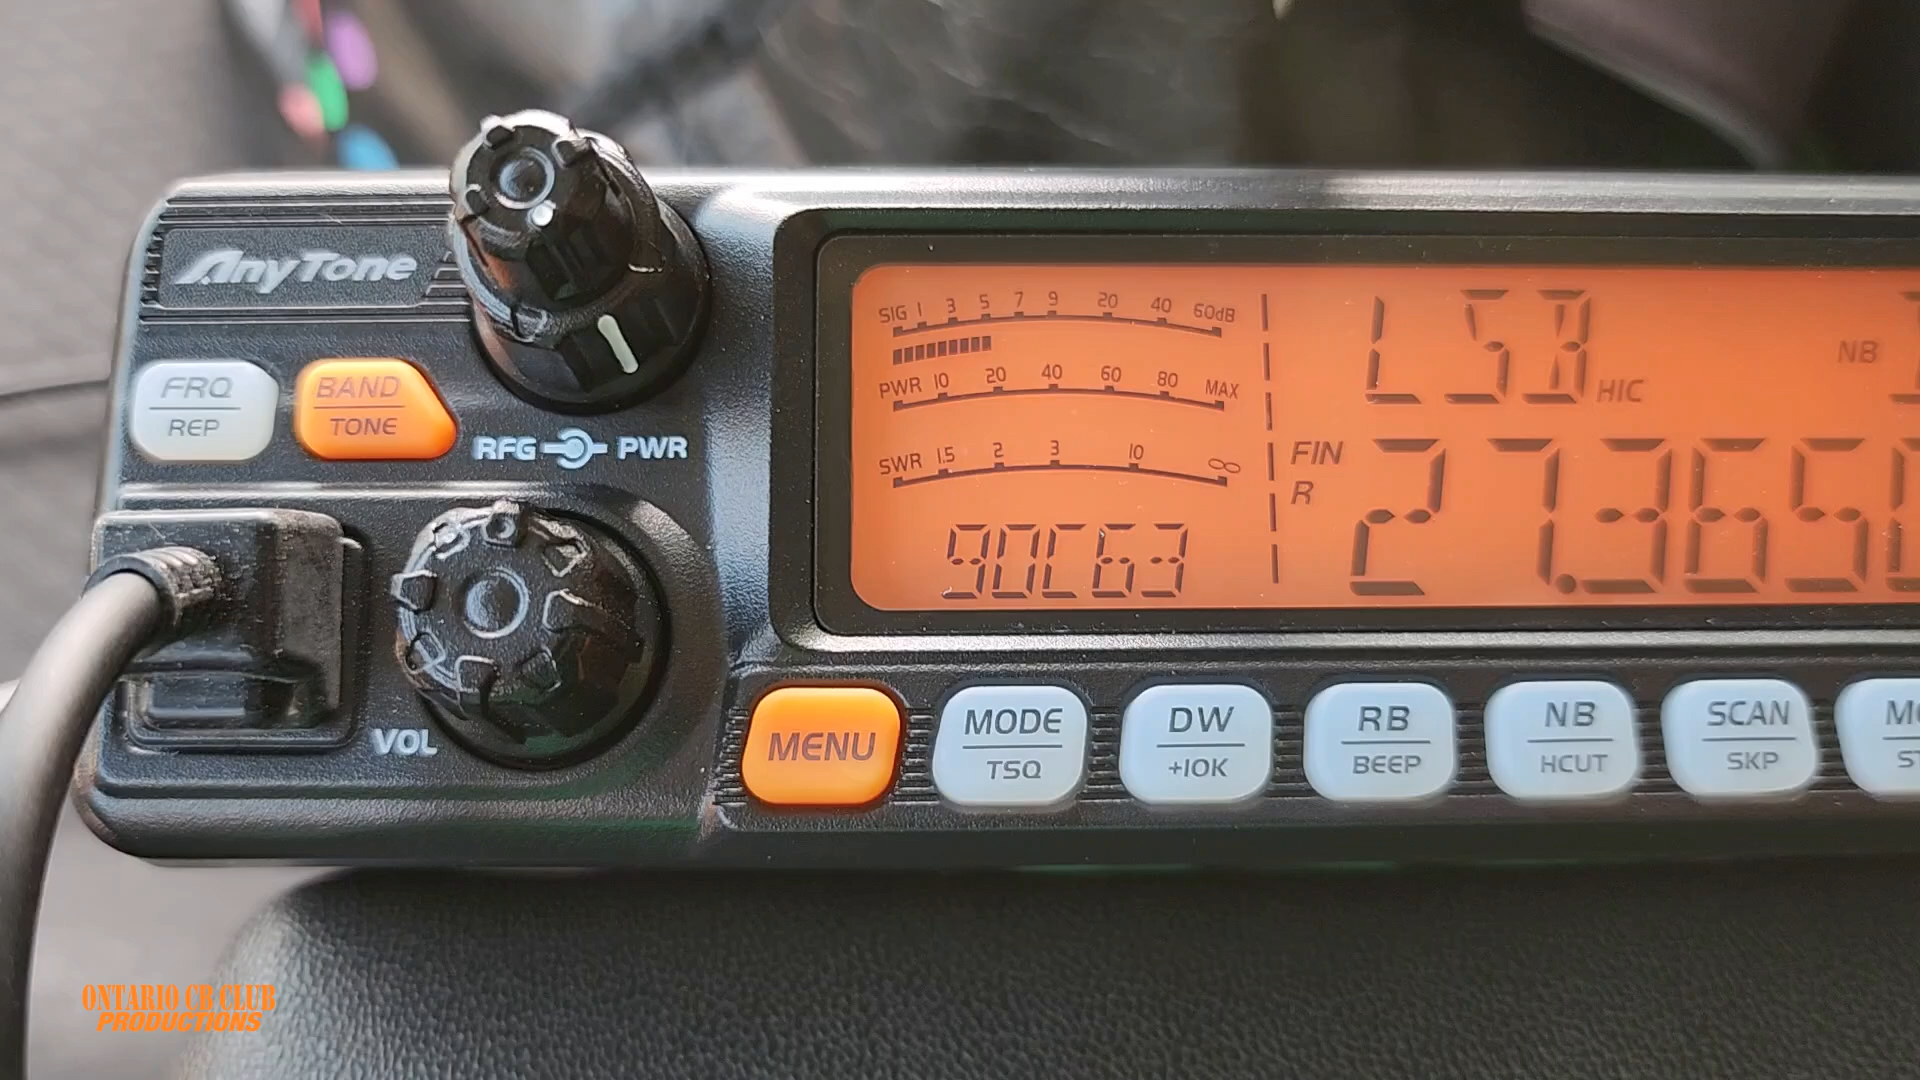 AnyTone
FRQ
REP
BAND
TONE
RFG PWR
VOL
SIG 1 3 5 7 9 20 40 60dB
PWR 10 20 40 60 80 MAX
SWR 1.5 2 3 10 ∞
90C63
LSB HIC NB
FIN
R
27.3650
MENU
MODE
TSQ
DW
+10K
RB
BEEP
NB
HCUT
SCAN
SKP
ONTARIO CB CLUB
PRODUCTIONS